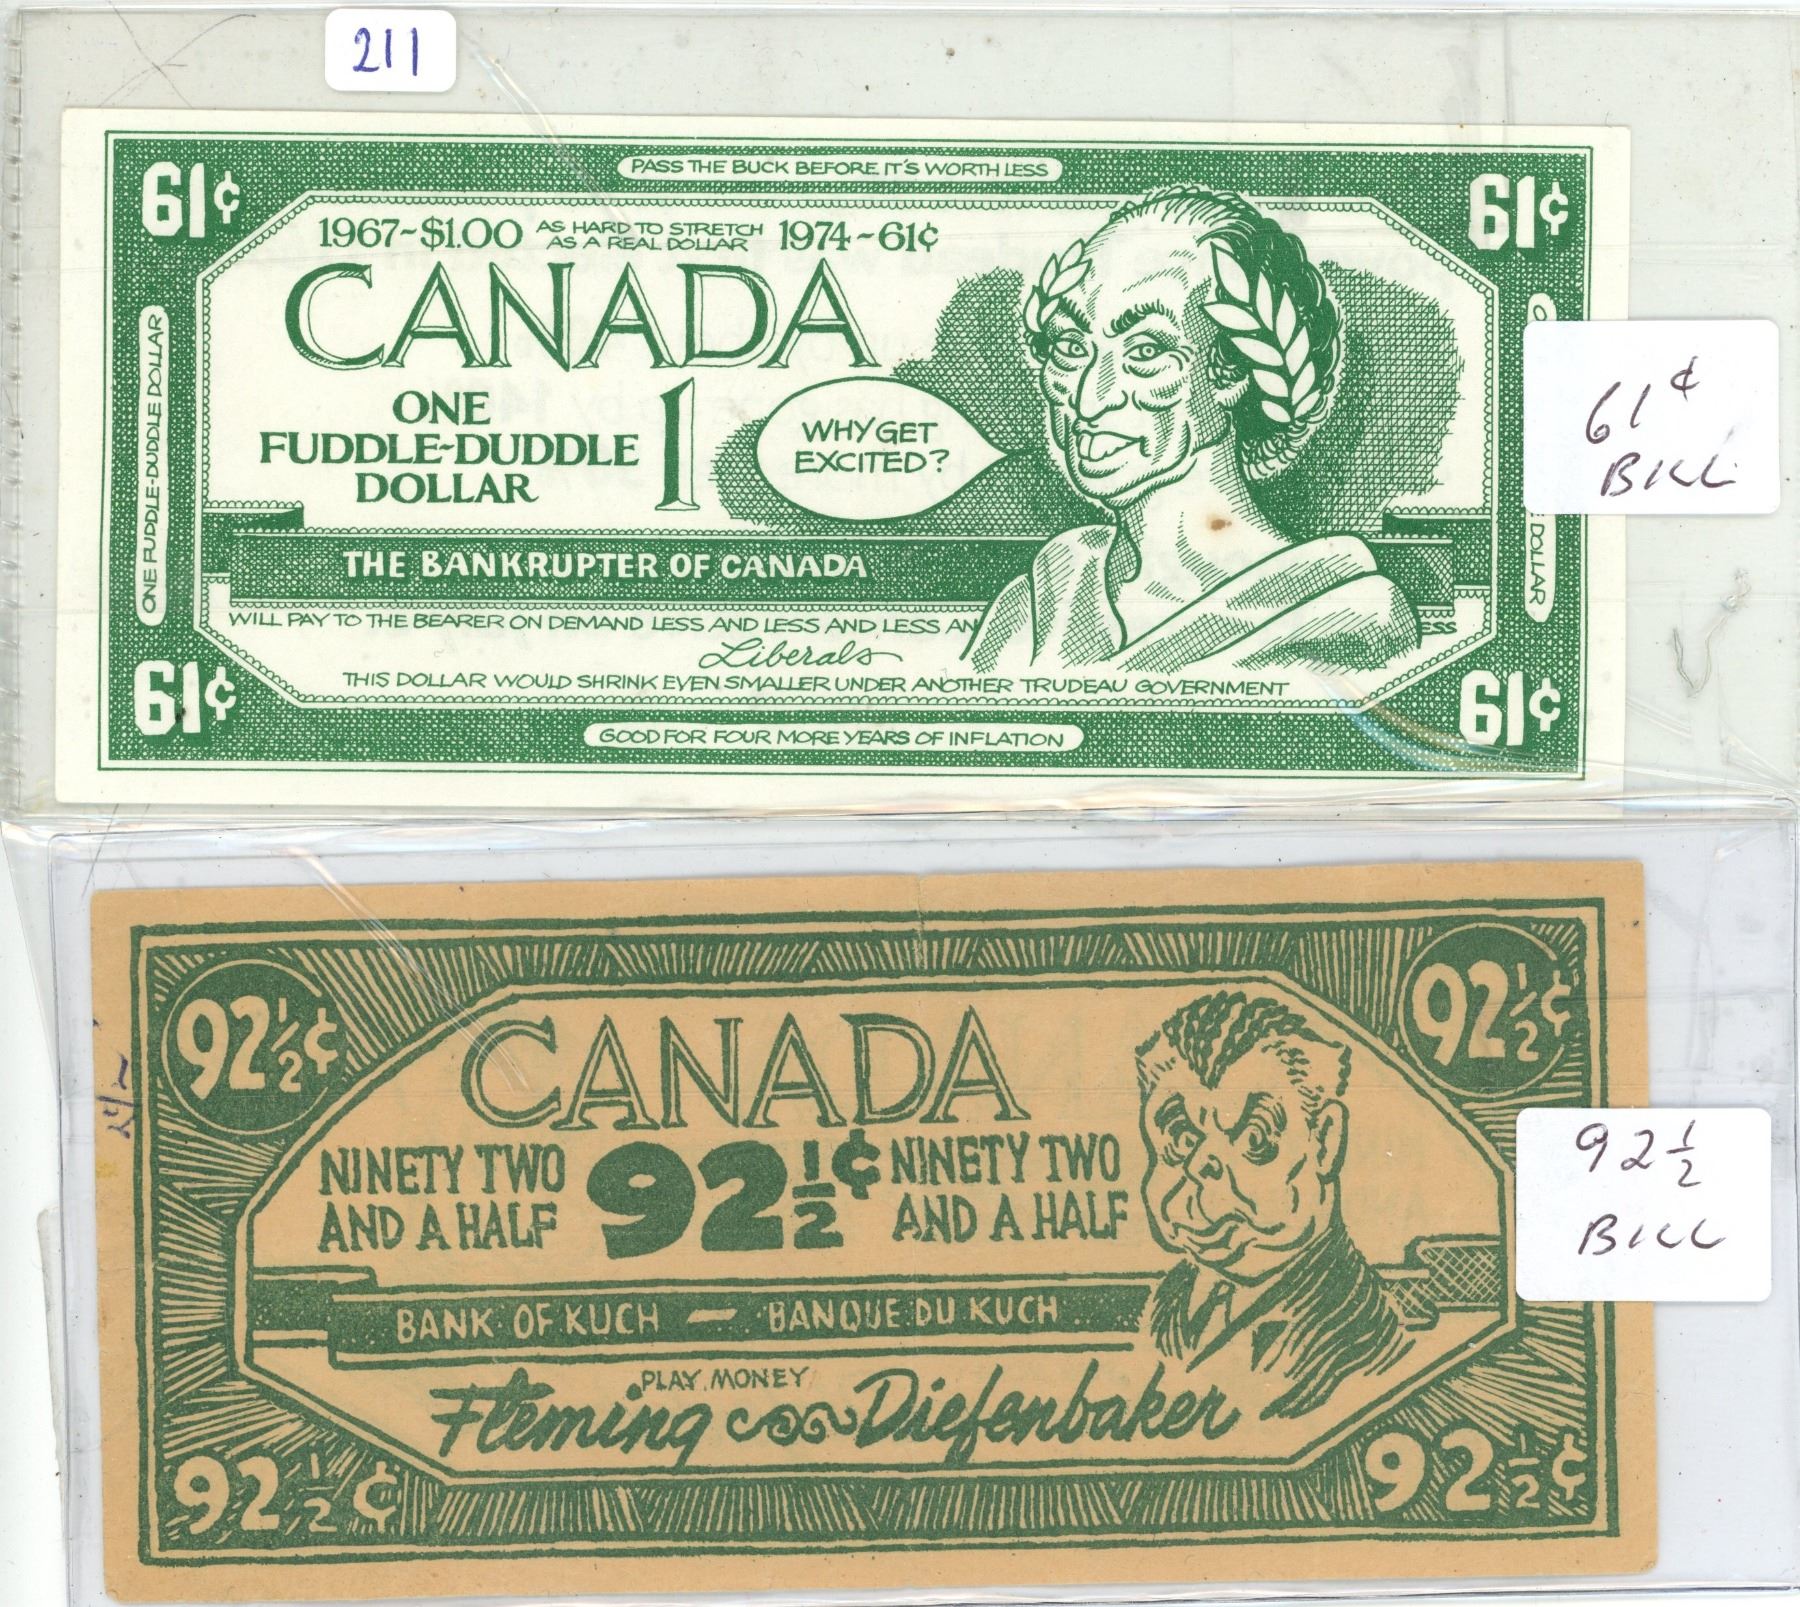 211
61¢
PASS THE BUCK BEFORE IT'S WORTH LESS
61¢
1967~$1.00 AS HARD TO STRETCH AS A REAL DOLLAR 1974~61¢
CANADA
ONE
FUDDLE-DUDDLE
DOLLAR
1
WHY GET
EXCITED?
ONE FUDDLE-DUDDLE DOLLAR
DOLLAR
61¢
BILL
THE BANKRUPTER OF CANADA
WILL PAY TO THE BEARER ON DEMAND LESS AND LESS AND LESS AN
ESS
Liberals
THIS DOLLAR WOULD SHRINK EVEN SMALLER UNDER ANOTHER TRUDEAU GOVERNMENT
61¢
GOOD FOR FOUR MORE YEARS OF INFLATION
61¢
92½¢
92½¢
CANADA
NINETY TWO
AND A HALF
92½¢
NINETY TWO
AND A HALF
92½
BILL
BANK OF KUCH — BANQUE DU KUCH
PLAY MONEY
Fleming Diefenbaker
92½¢
92½¢